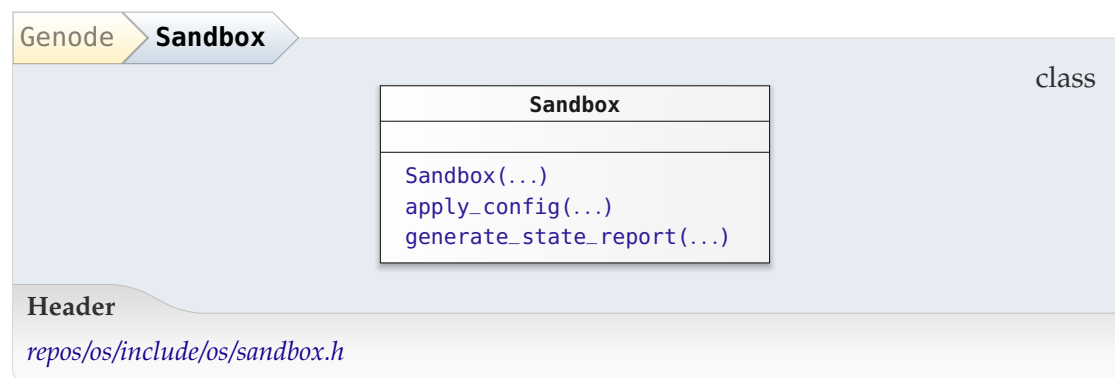 Genode Sandbox
class
Sandbox
Sandbox(...)
apply_config(...)
generate_state_report(...)
Header
repos/os/include/os/sandbox.h